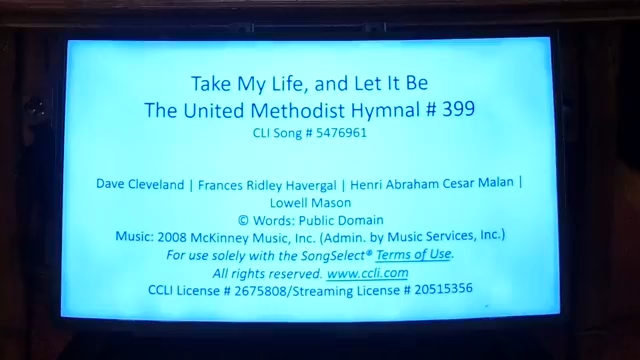 Take My Life, and Let It Be
The United Methodist Hymnal # 399
CLI Song # 5476961
Dave Cleveland | Frances Ridley Havergal | Henri Abraham Cesar Malan |
Lowell Mason
© Words: Public Domain
Music: 2008 McKinney Music, Inc. (Admin. by Music Services, Inc.)
For use solely with the SongSelect® Terms of Use.
All rights reserved. www.ccli.com
CCLI License # 2675808/Streaming License # 20515356